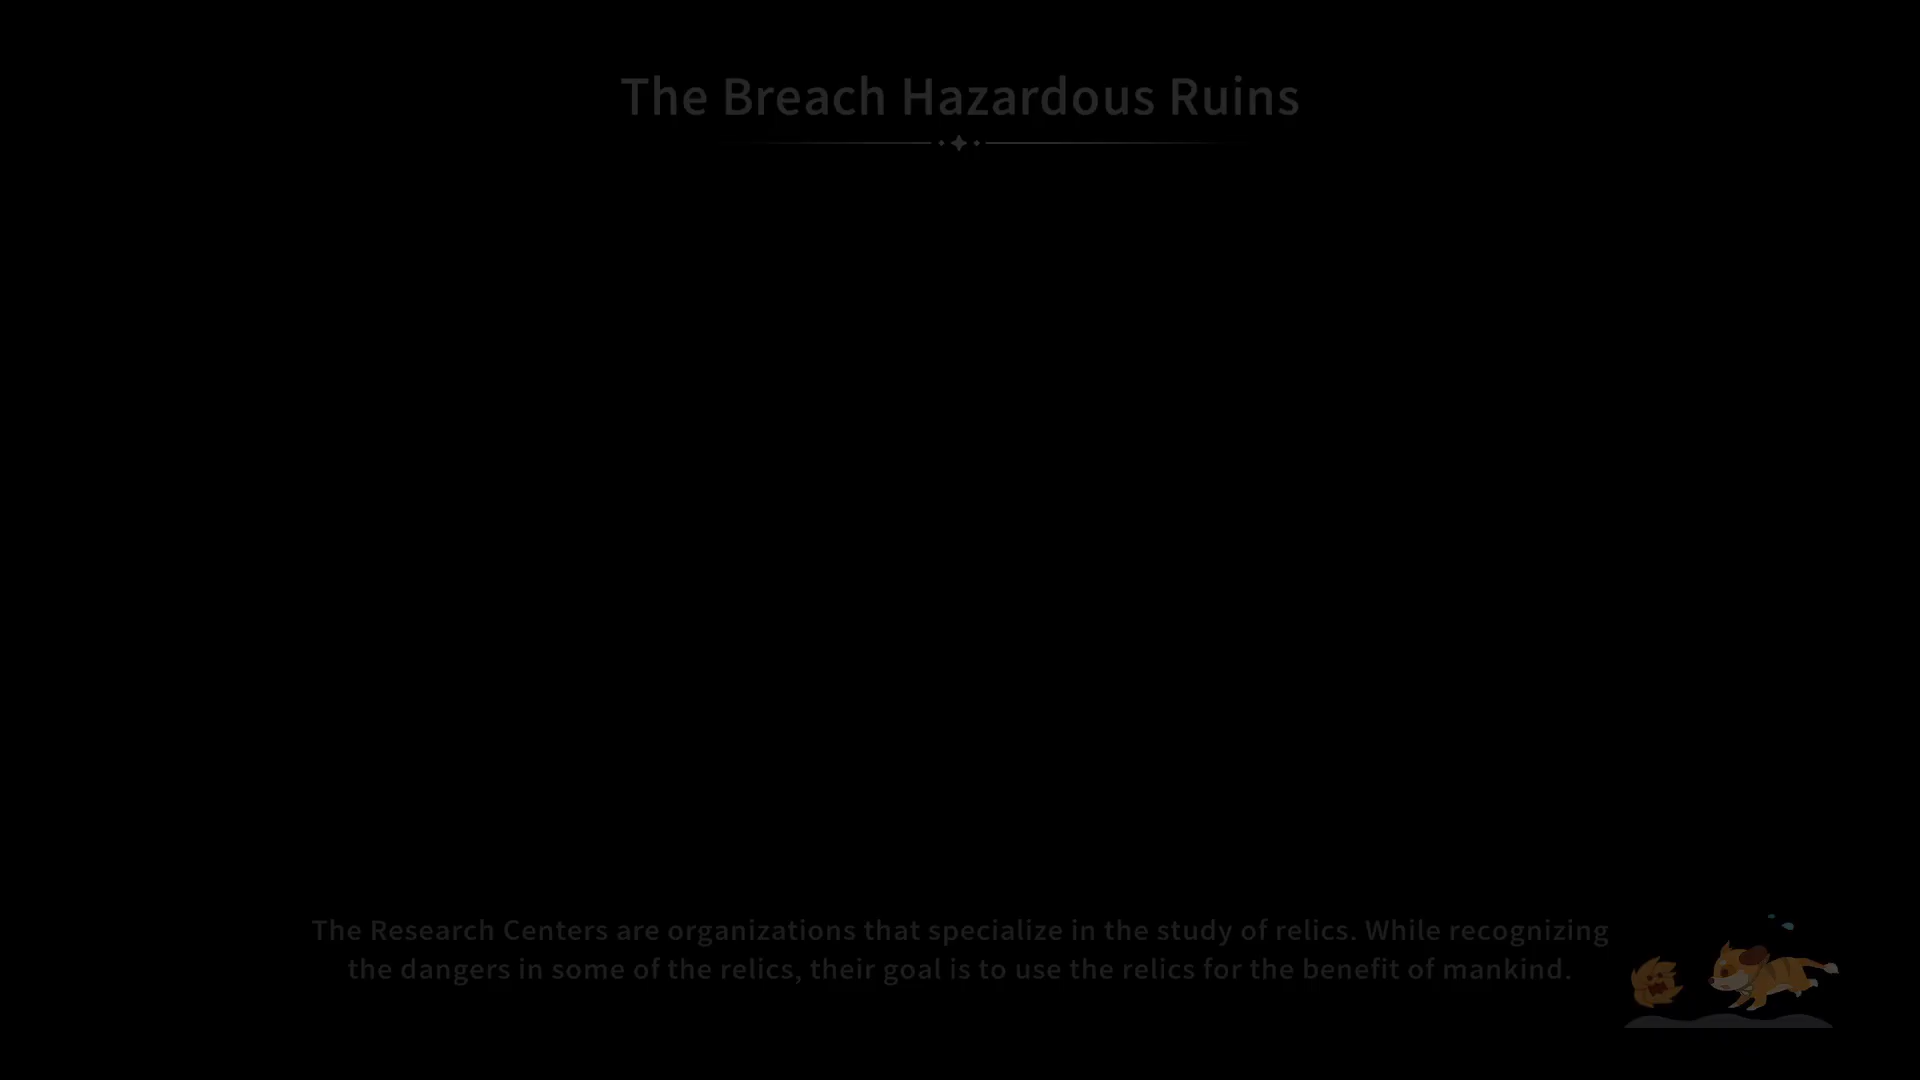 The Breach Hazardous Ruins
The Research Centers are organizations that specialize in the study of relics. While recognizing
the dangers in some of the relics, their goal is to use the relics for the benefit of mankind.